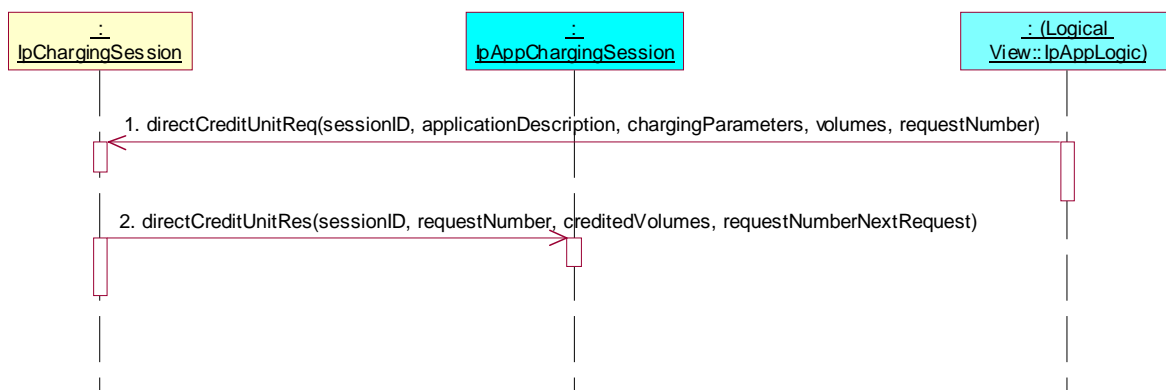 :
IpChargingSession
:
IpAppChargingSession
: (Logical
View::IpAppLogic)
1. directCreditUnitReq(sessionID, applicationDescription, chargingParameters, volumes, requestNumber)
2. directCreditUnitRes(sessionID, requestNumber, creditedVolumes, requestNumberNextRequest)